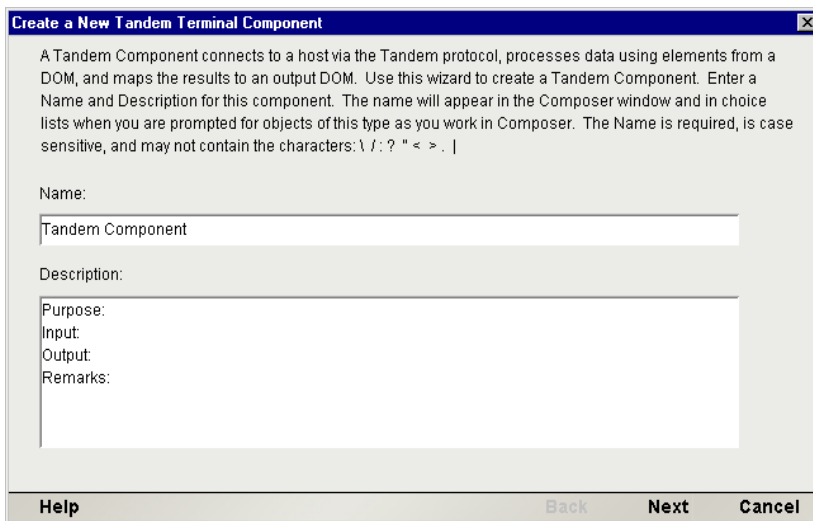 Create a New Tandem Terminal Component
A Tandem Component connects to a host via the Tandem protocol, processes data using elements from a
DOM, and maps the results to an output DOM. Use this wizard to create a Tandem Component. Enter a
Name and Description for this component. The name will appear in the Composer window and in choice
lists when you are prompted for objects of this type as you work in Composer. The Name is required, is case
sensitive, and may not contain the characters: \ / : ? " < > . |
Name:
Tandem Component
Description:
Purpose:
Input:
Output:
Remarks:
Help Back Next Cancel